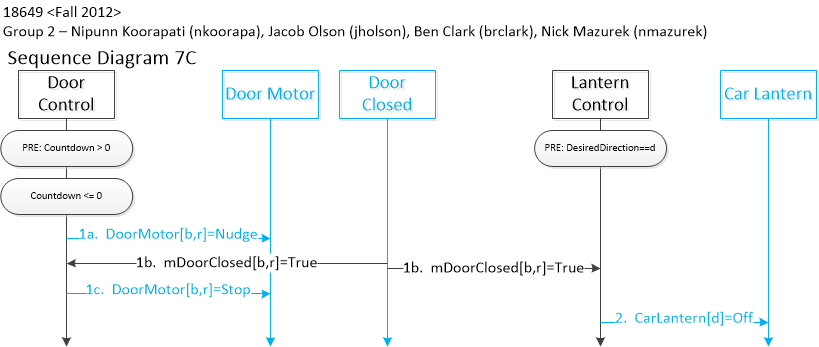 18649 <Fall 2012>
Group 2 – Nipunn Koorapati (nkoorapa), Jacob Olson (jholson), Ben Clark (brclark), Nick Mazurek (nmazurek)
Sequence Diagram 7C
Door
Control
Door Motor
Door
Closed
Lantern
Control
Car Lantern
PRE: Countdown > 0
PRE: DesiredDirection==d
Countdown <= 0
1a. DoorMotor[b,r]=Nudge
1b. mDoorClosed[b,r]=True
1b. mDoorClosed[b,r]=True
1c. DoorMotor[b,r]=Stop
2. CarLantern[d]=Off